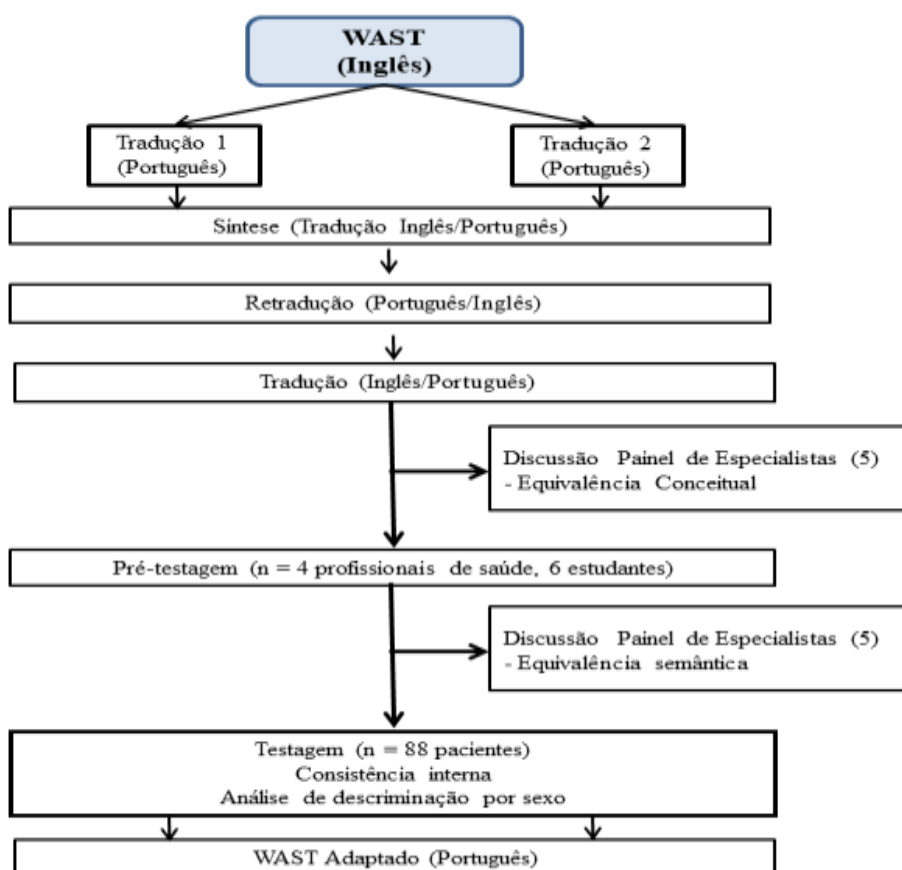 WAST
(Inglês)
Tradução 1
(Português)
Tradução 2
(Português)
Síntese (Tradução Inglês/Português)
Retradução (Português/Inglês)
Tradução (Inglês/Português)
Discussão Painel de Especialistas (5)
- Equivalência Conceitual
Pré-testagem (n = 4 profissionais de saúde, 6 estudantes)
Discussão Painel de Especialistas (5)
- Equivalência semântica
Testagem (n = 88 pacientes)
Consistência interna
Análise de descriminação por sexo
WAST Adaptado (Português)